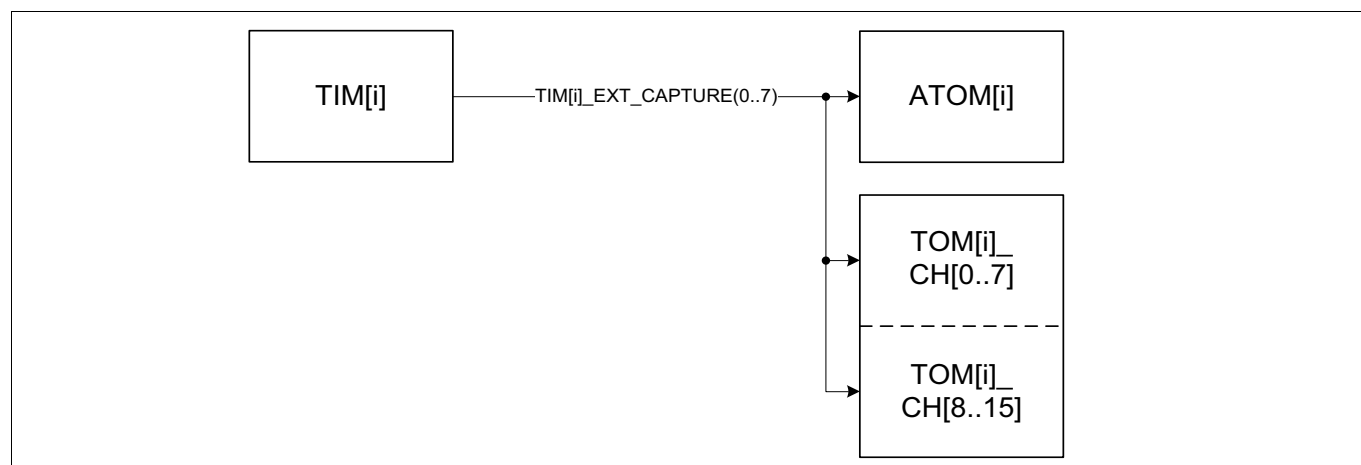 TIM[i]
TIM[i]_EXT_CAPTURE(0..7)
ATOM[i]
TOM[i]_
CH[0..7]
TOM[i]_
CH[8..15]